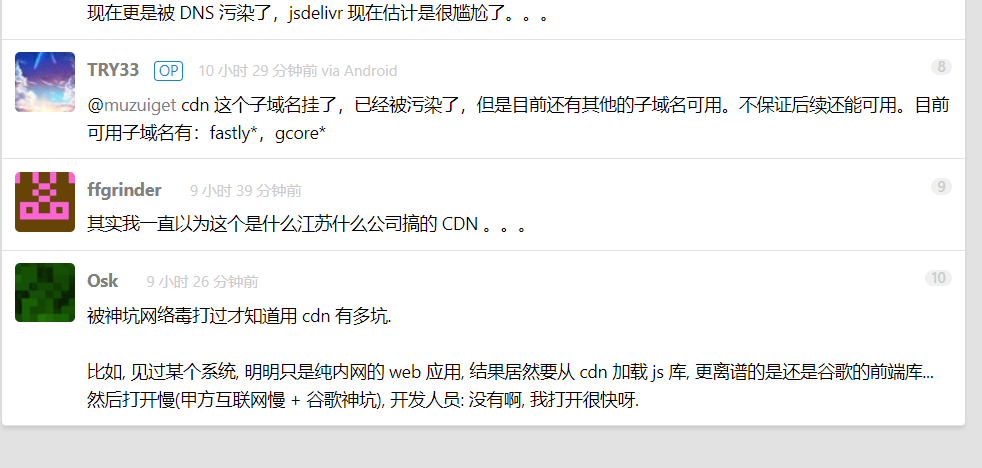 现在更是被 DNS 污染了，jsdelivr 现在估计是很尴尬了。。。
TRY33 OP 10 小时 29 分钟前 via Android 8
@muzuiget cdn 这个子域名挂了，已经被污染了，但是目前还有其他的子域名可用。不保证后续还能可用。目前
可用子域名有：fastly*，gcore*
ffgrinder 9 小时 39 分钟前 9
其实我一直以为这个是什么江苏什么公司搞的 CDN 。。。
Osk 9 小时 26 分钟前 10
被神坑网络毒打过才知道用 cdn 有多坑.
比如, 见过某个系统, 明明只是纯内网的 web 应用, 结果居然要从 cdn 加载 js 库, 更离谱的是还是谷歌的前端库...
然后打开慢(甲方互联网慢 + 谷歌神坑), 开发人员: 没有啊, 我打开很快呀.